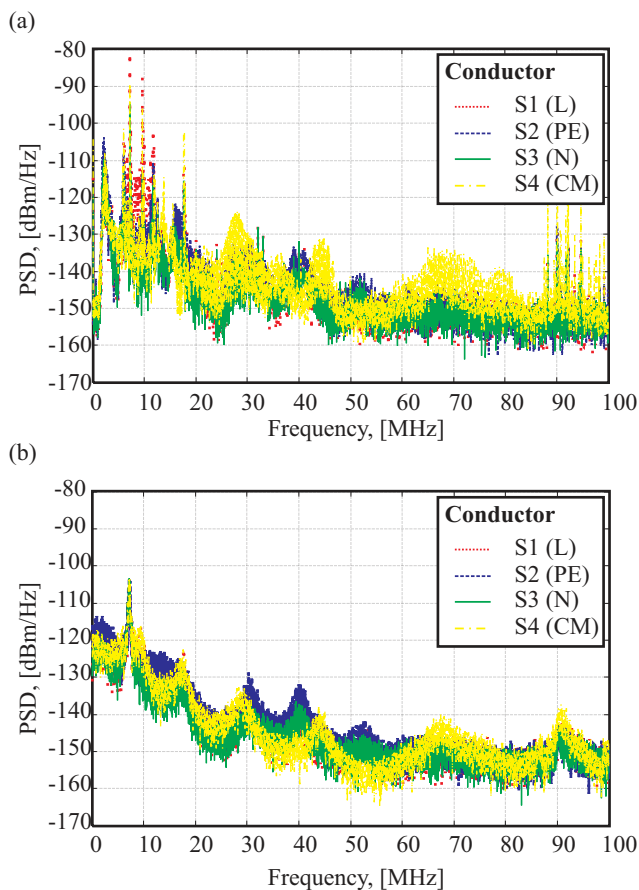 (a)
-80
-80
-90
-100
-110
-120
-130
-140
-150
-160
-170
PSD, [dBm/Hz]
Conductor
S1 (L)
S2 (PE)
S3 (N)
S4 (CM)
0 10 20 30 40 50 60 70 80 90 100
Frequency, [MHz]
(b)
-80
-90
-100
-119
-120
-129
-140
-150
-160
-170
PSD, [dBm/Hz]
Conductor
S1 (L)
S2 (PE)
S3 (N)
S4 (CM)
0 10 20 30 40 50 60 70 80 90 100
Frequency, [MHz]